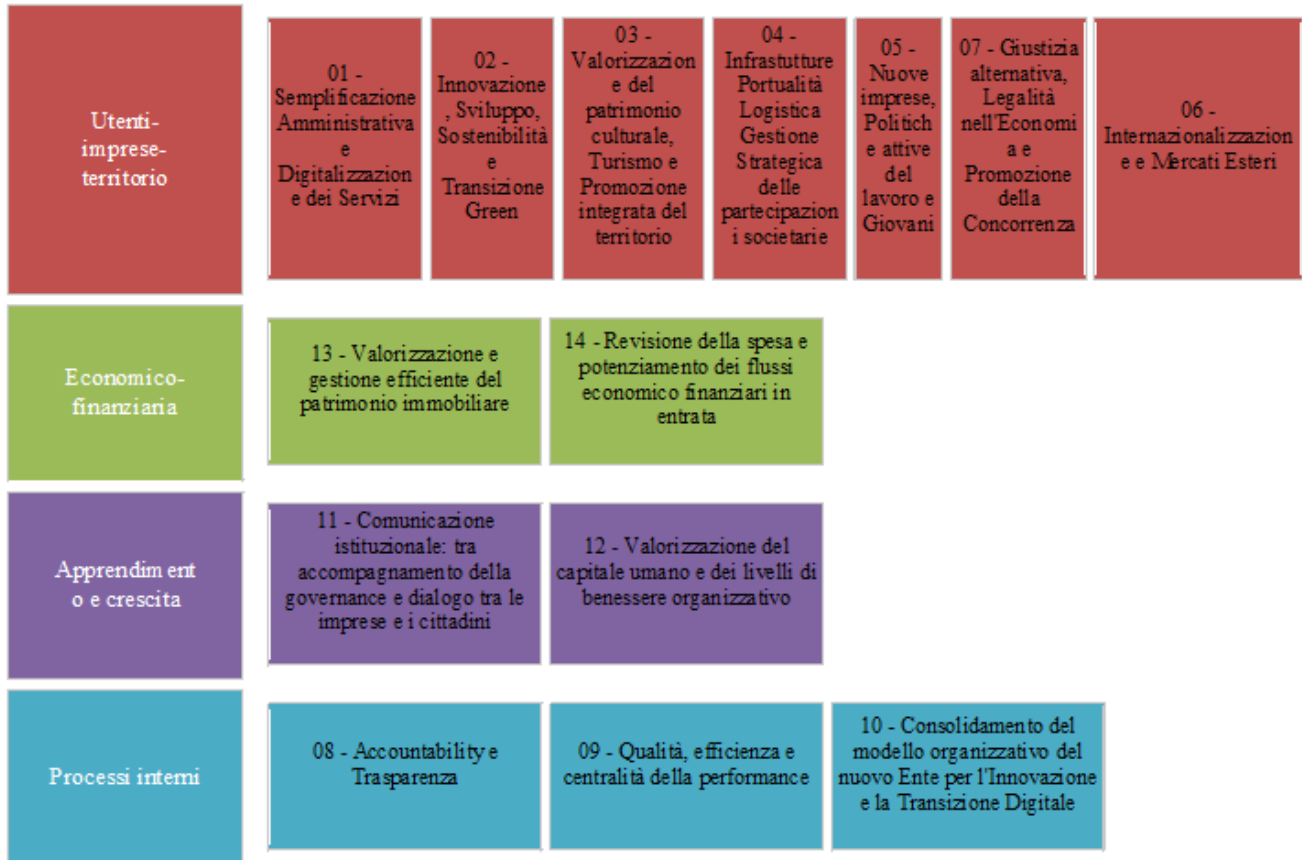 Utenti-
imprese-
territorio
01 -
Semplificazione
Amministrativa
e
Digitalizzazion
e dei Servizi
02 -
Innovazione
, Sviluppo,
Sostenibilità
e
Transizione
Green
03 -
Valorizzazion
e del
patrimonio
culturale,
Turismo e
Promozione
integrata del
territorio
04 -
Infrastutture
Portualità
Logistica
Gestione
Strategica
delle
partecipazion
i societarie
05 -
Nuove
imprese,
Politich
e attive
del
lavoro e
Giovani
07 - Giustizia
alternativa,
Legalità
nell'Economi
a e
Promozione
della
Concorrenza
06 -
Internazionalizzazion
e e Mercati Esteri
Economico-
finanziaria
13 - Valorizzazione e
gestione efficiente del
patrimonio immobiliare
14 - Revisione della spesa e
potenziamento dei flussi
economico finanziari in
entrata
Apprendiment
o e crescita
11 - Comunicazione
istituzionale: tra
accompagnamento della
governance e dialogo tra le
imprese e i cittadini
12 - Valorizzazione del
capitale umano e dei livelli di
benessere organizzativo
Processi interni
08 - Accountability e
Trasparenza
09 - Qualità, efficienza e
centralità della performance
10 - Consolidamento del
modello organizzativo del
nuovo Ente per l'Innovazione
e la Transizione Digitale